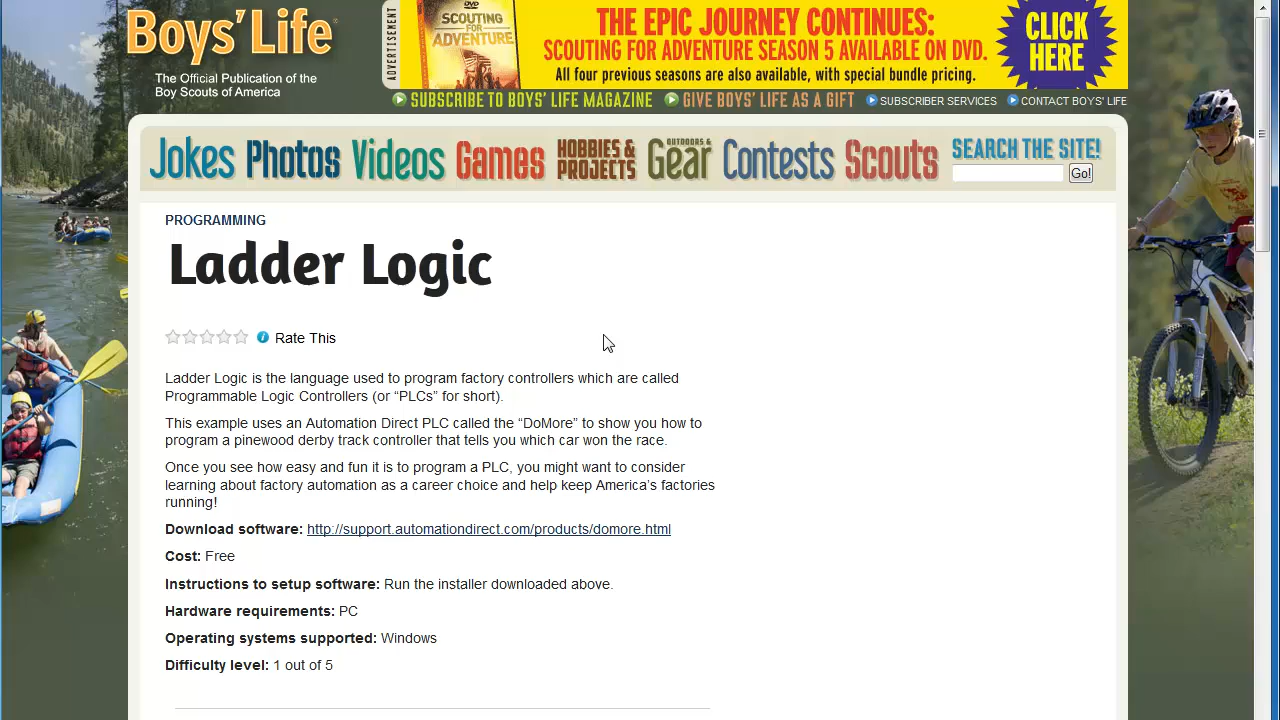 Boys' Life
The Official Publication of the
Boy Scouts of America
ADVERTISEMENT
DVD
SCOUTING
FOR
ADVENTURE
THE EPIC JOURNEY CONTINUES:
SCOUTING FOR ADVENTURE SEASON 5 AVAILABLE ON DVD.
All four previous seasons are also available, with special bundle pricing.
CLICK
HERE
SUBSCRIBE TO BOYS' LIFE MAGAZINE GIVE BOYS' LIFE AS A GIFT SUBSCRIBER SERVICES CONTACT BOYS' LIFE
Jokes Photos Videos Games HOBBIES & PROJECTS OUTDOORS & Gear Contests Scouts SEARCH THE SITE!
Go!
PROGRAMMING
Ladder Logic
Rate This
Ladder Logic is the language used to program factory controllers which are called
Programmable Logic Controllers (or “PLCs” for short).
This example uses an Automation Direct PLC called the “DoMore” to show you how to
program a pinewood derby track controller that tells you which car won the race.
Once you see how easy and fun it is to program a PLC, you might want to consider
learning about factory automation as a career choice and help keep America’s factories
running!
Download software: http://support.automationdirect.com/products/domore.html
Cost: Free
Instructions to setup software: Run the installer downloaded above.
Hardware requirements: PC
Operating systems supported: Windows
Difficulty level: 1 out of 5